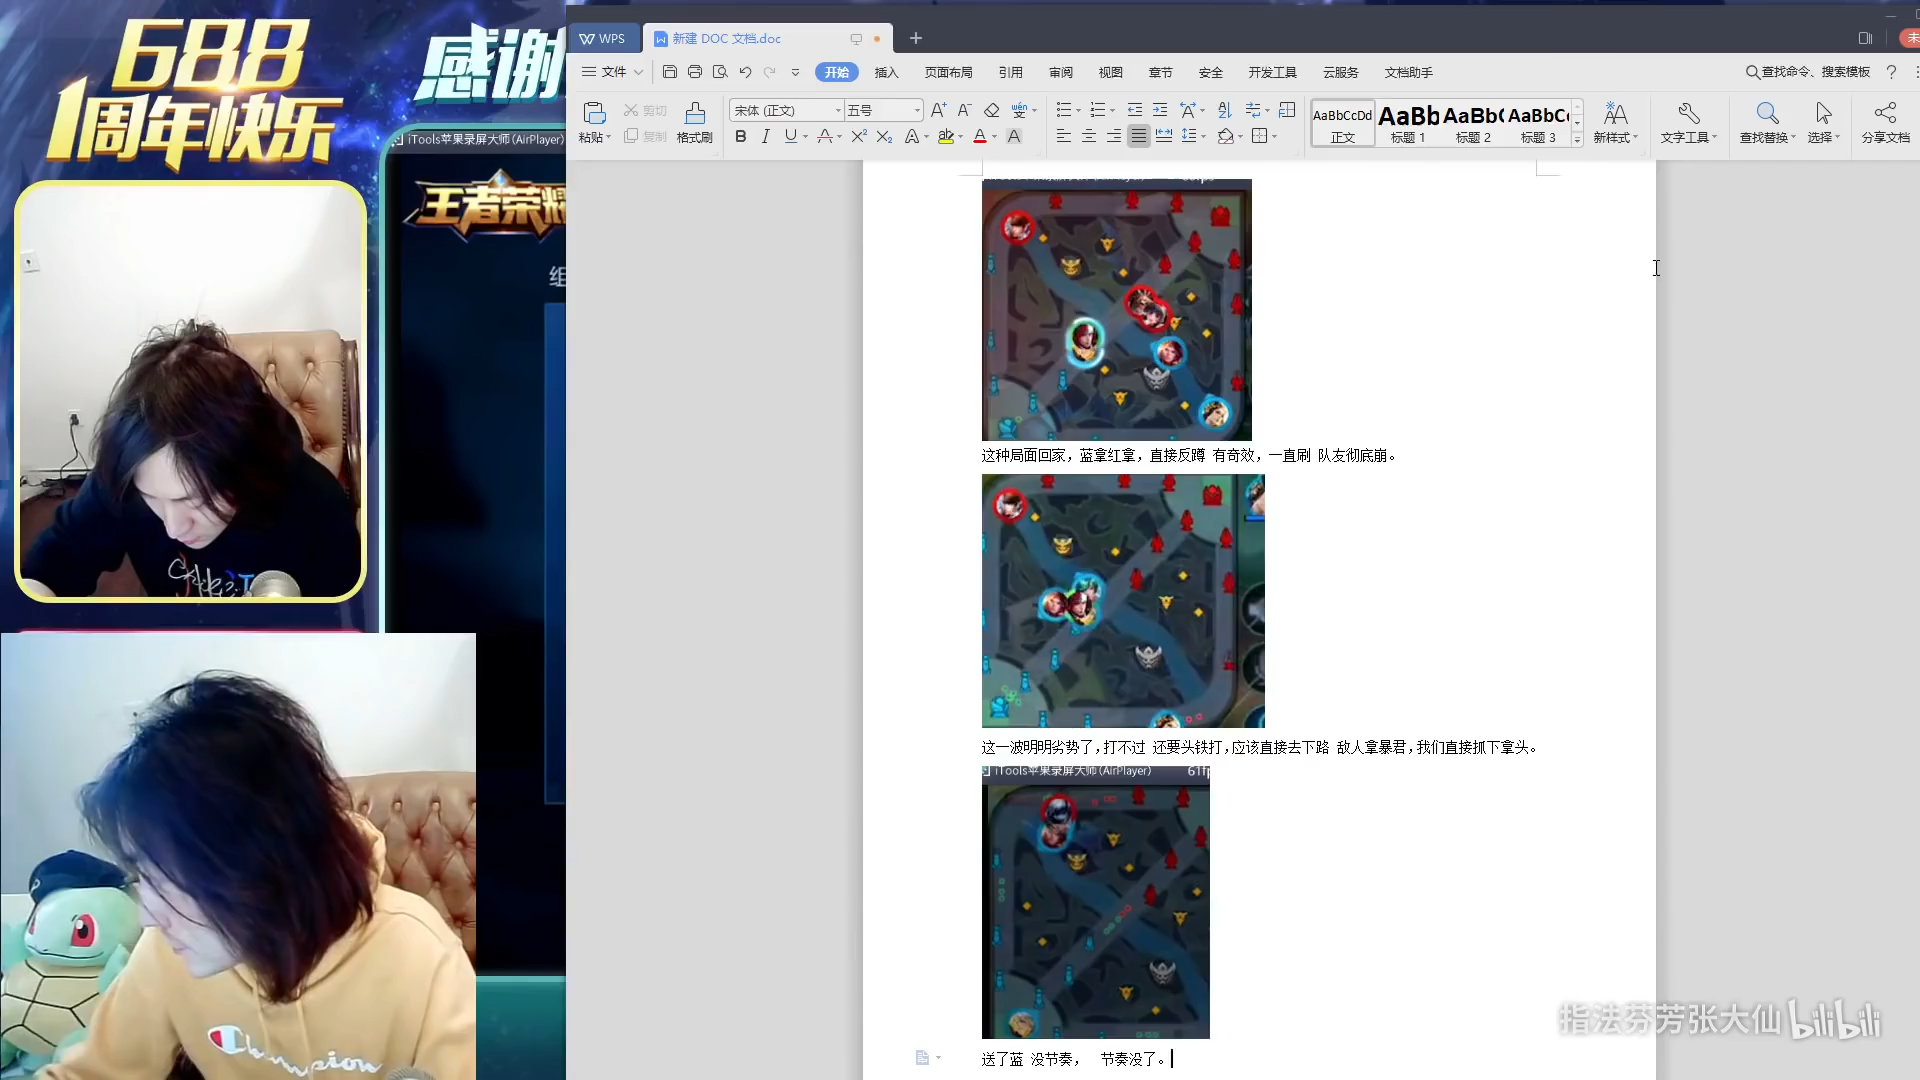 688
1周年快乐
感谢
iTools苹果录屏大师(AirPlayer)
王者荣耀
组
WPS
新建 DOC 文档.doc
未
文件
开始
插入
页面布局
引用
审阅
视图
章节
安全
开发工具
云服务
文档助手
查找命令、搜索模板
粘贴
剪切
复制
格式刷
宋体 (正文)
五号
AaBbCcDd
正文
AaBb
标题 1
AaBb(
标题 2
AaBbC
标题 3
新样式
文字工具
查找替换
选择
分享文档
这种局面回家，蓝拿红拿，直接反蹲 有奇效，一直刷 队友彻底崩。
这一波明明劣势了，打不过 还要头铁打，应该直接去下路 敌人拿暴君，我们直接抓下拿头。
iTools苹果录屏大师(AirPlayer)
61fp
送了蓝 没节奏， 节奏没了。
Champion
指法芬芳张大仙
bilibili